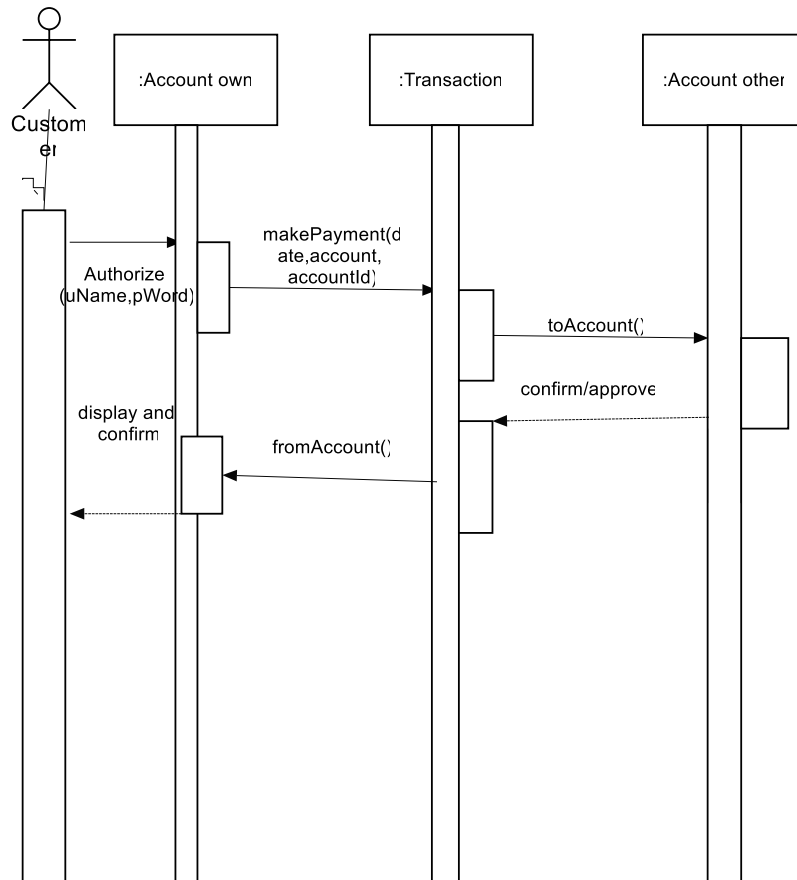 :Account own
:Transaction
:Account other
Custom
er
makePayment(d
ate,account,
accountId)
Authorize
(uName,pWord)
toAccount()
confirm/approve
display and
confirm
fromAccount()